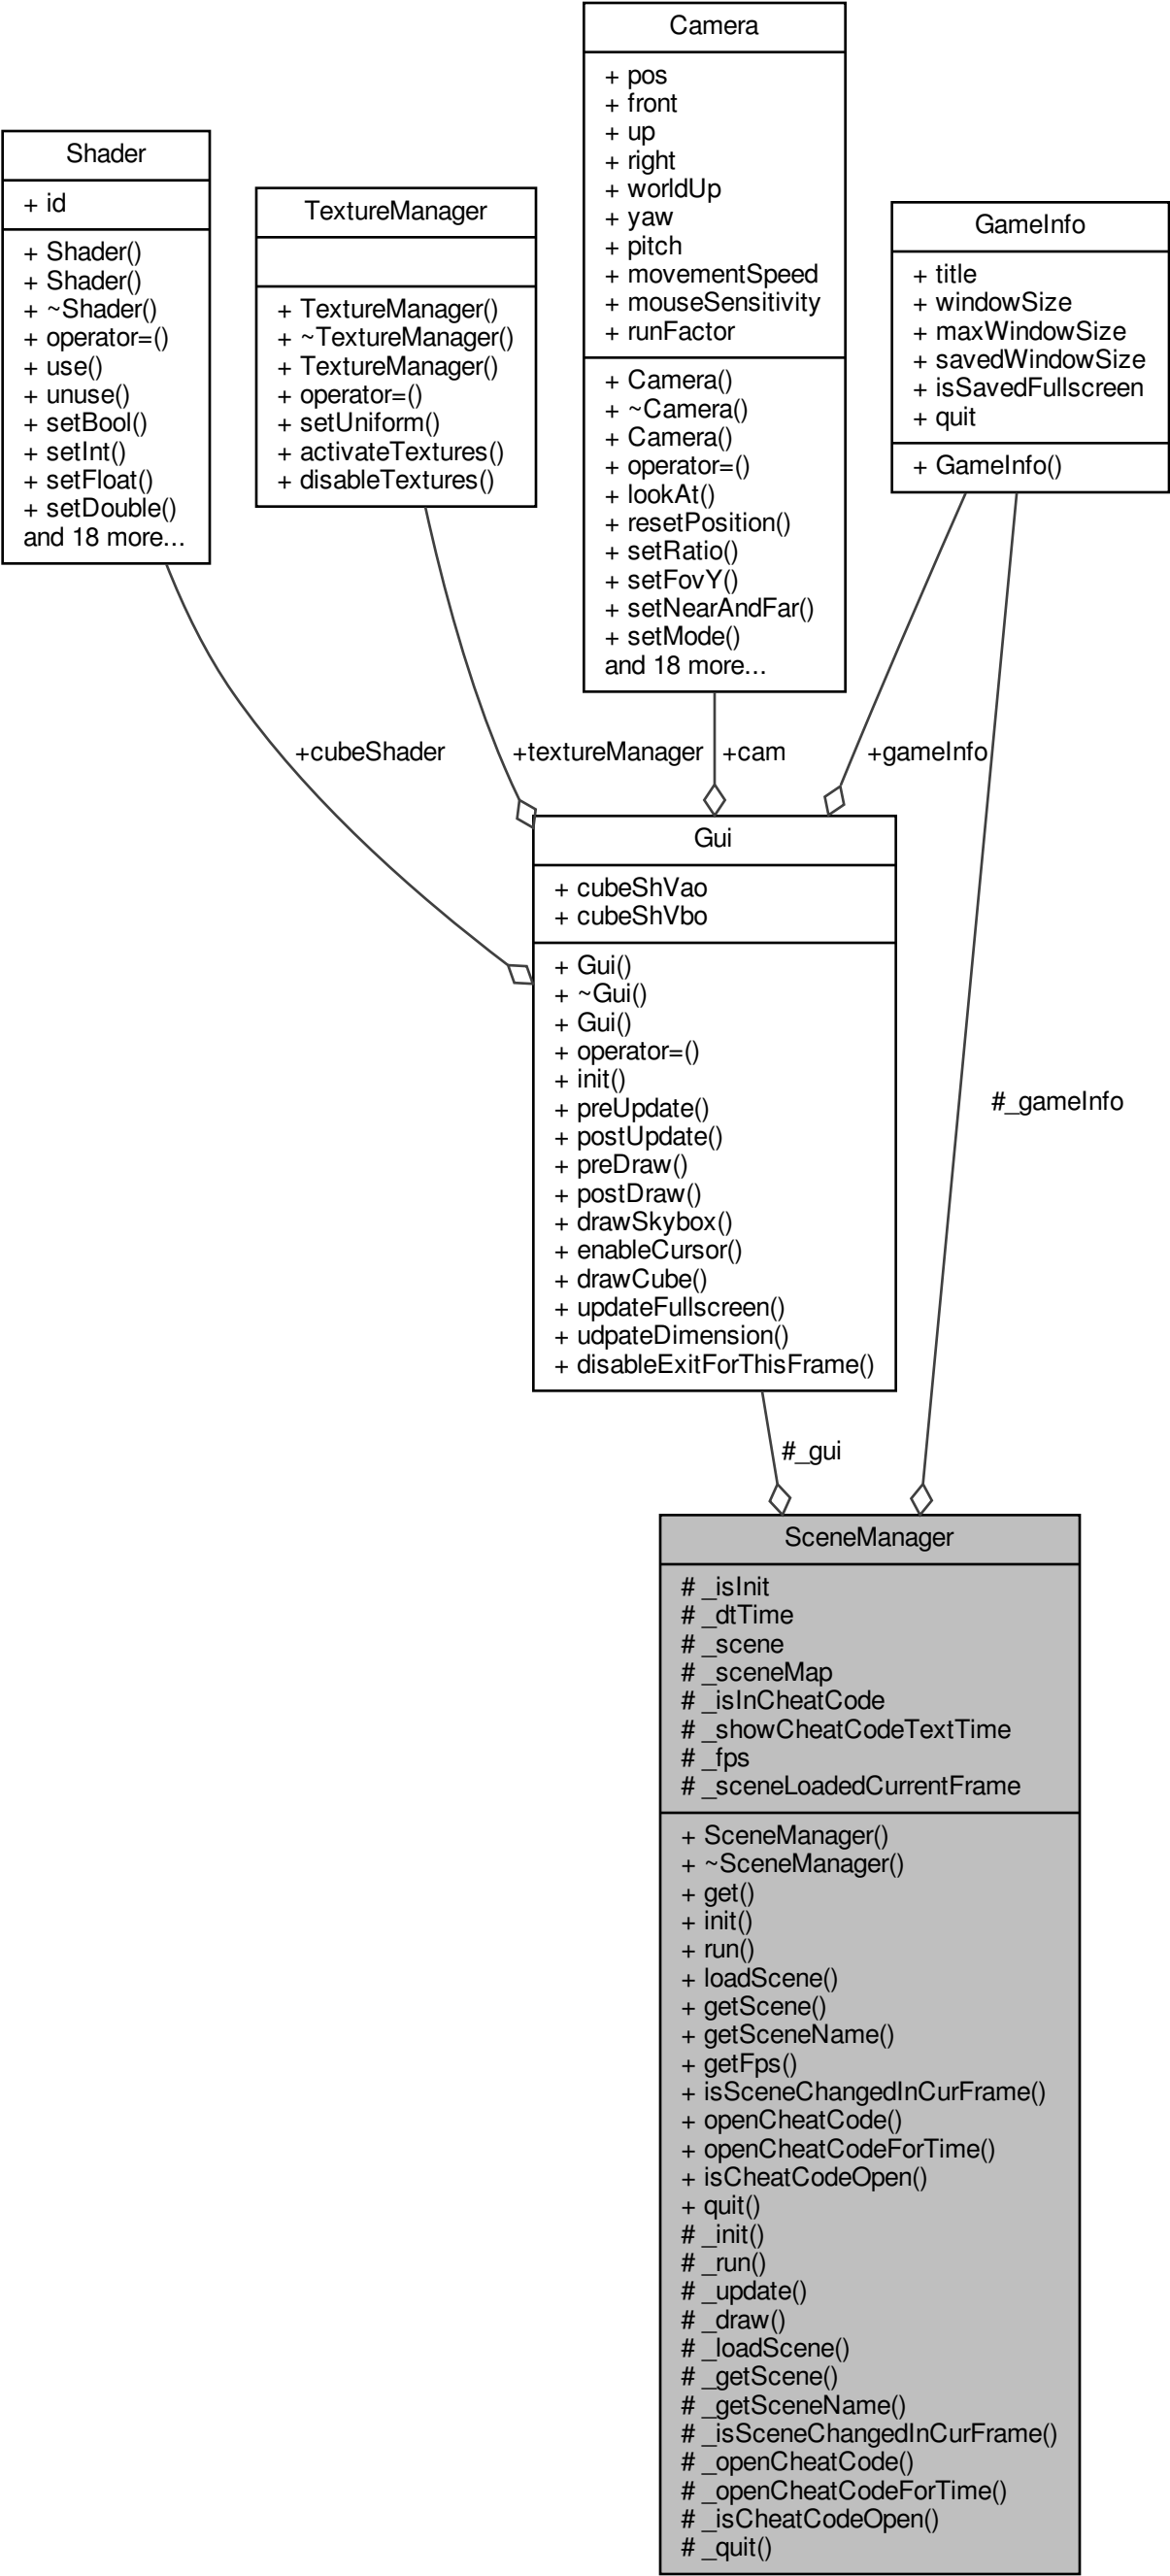 Camera
+ pos
+ front
+ up
+ right
+ worldUp
+ yaw
+ pitch
+ movementSpeed
+ mouseSensitivity
+ runFactor
+ Camera()
+ ~Camera()
+ Camera()
+ operator=()
+ lookAt()
+ resetPosition()
+ setRatio()
+ setFovY()
+ setNearAndFar()
+ setMode()
and 18 more...
Shader
+ id
+ Shader()
+ Shader()
+ ~Shader()
+ operator=()
+ use()
+ unuse()
+ setBool()
+ setInt()
+ setFloat()
+ setDouble()
and 18 more...
TextureManager
+ TextureManager()
+ ~TextureManager()
+ TextureManager()
+ operator=()
+ setUniform()
+ activateTextures()
+ disableTextures()
GameInfo
+ title
+ windowSize
+ maxWindowSize
+ savedWindowSize
+ isSavedFullscreen
+ quit
+ GameInfo()
+cubeShader
+textureManager
+cam
+gameInfo
Gui
+ cubeShVao
+ cubeShVbo
+ Gui()
+ ~Gui()
+ Gui()
+ operator=()
+ init()
+ preUpdate()
+ postUpdate()
+ preDraw()
+ postDraw()
+ drawSkybox()
+ enableCursor()
+ drawCube()
+ updateFullscreen()
+ udpateDimension()
+ disableExitForThisFrame()
#_gameInfo
#_gui
SceneManager
# _isInit
# _dtTime
# _scene
# _sceneMap
# _isInCheatCode
# _showCheatCodeTextTime
# _fps
# _sceneLoadedCurrentFrame
+ SceneManager()
+ ~SceneManager()
+ get()
+ init()
+ run()
+ loadScene()
+ getScene()
+ getSceneName()
+ getFps()
+ isSceneChangedInCurFrame()
+ openCheatCode()
+ openCheatCodeForTime()
+ isCheatCodeOpen()
+ quit()
# _init()
# _run()
# _update()
# _draw()
# _loadScene()
# _getScene()
# _getSceneName()
# _isSceneChangedInCurFrame()
# _openCheatCode()
# _openCheatCodeForTime()
# _isCheatCodeOpen()
# _quit()